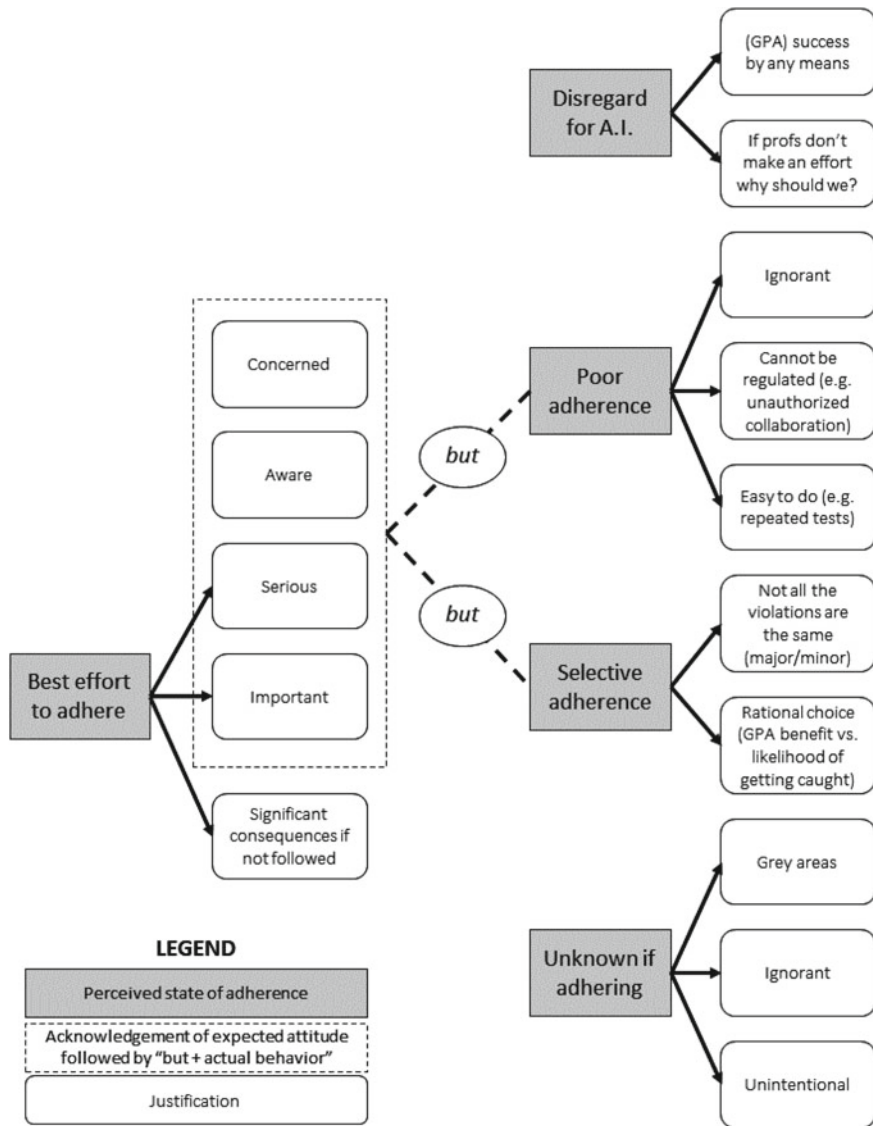 (GPA) success
by any means
Disregard
for A.I.
If profs don't
make an effort
why should we?
Ignorant
Concerned
Poor
adherence
Cannot be
regulated (e.g.
unauthorized
collaboration)
but
Aware
Easy to do (e.g.
repeated tests)
Serious
but
Not all the
violations are
the same
(major/minor)
Best effort
to adhere
Important
Selective
adherence
Rational choice
(GPA benefit vs.
likelihood of
getting caught)
Significant
consequences if
not followed
Grey areas
LEGEND
Unknown if
adhering
Perceived state of adherence
Ignorant
Acknowledgement of expected attitude
followed by "but + actual behavior"
Justification
Unintentional